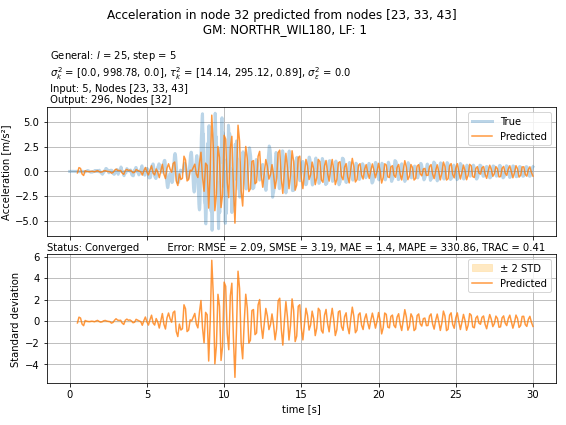 Acceleration in node 32 predicted from nodes [23, 33, 43]
GM: NORTHR_WIL180, LF: 1
General: l = 25, step = 5
σ²ₖ = [0.0, 998.78, 0.0], τ²ₖ = [14.14, 295.12, 0.89], σ²ε = 0.0
Input: 5, Nodes [23, 33, 43]
Output: 296, Nodes [32]
Acceleration [m/s²]
5.0
2.5
0.0
−2.5
−5.0
True
Predicted
Status: Converged Error: RMSE = 2.09, SMSE = 3.19, MAE = 1.4, MAPE = 330.86, TRAC = 0.41
Standard deviation
6
4
2
0
−2
−4
± 2 STD
Predicted
0 5 10 15 20 25 30
time [s]